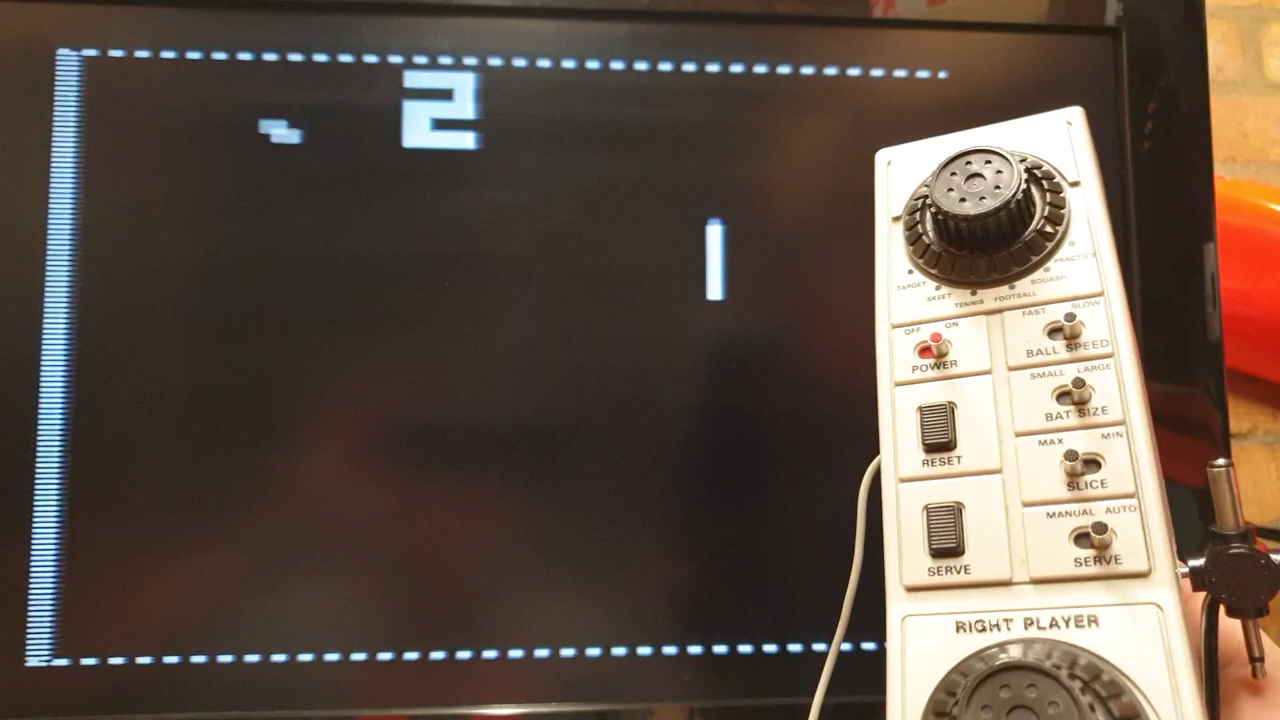 2
PRACTICE
TARGET
SKEET
TENNIS
FOOTBALL
SQUASH
OFF ON
POWER
FAST SLOW
BALL SPEED
SMALL LARGE
BAT SIZE
RESET
MAX MIN
SLICE
MANUAL AUTO
SERVE
SERVE
RIGHT PLAYER